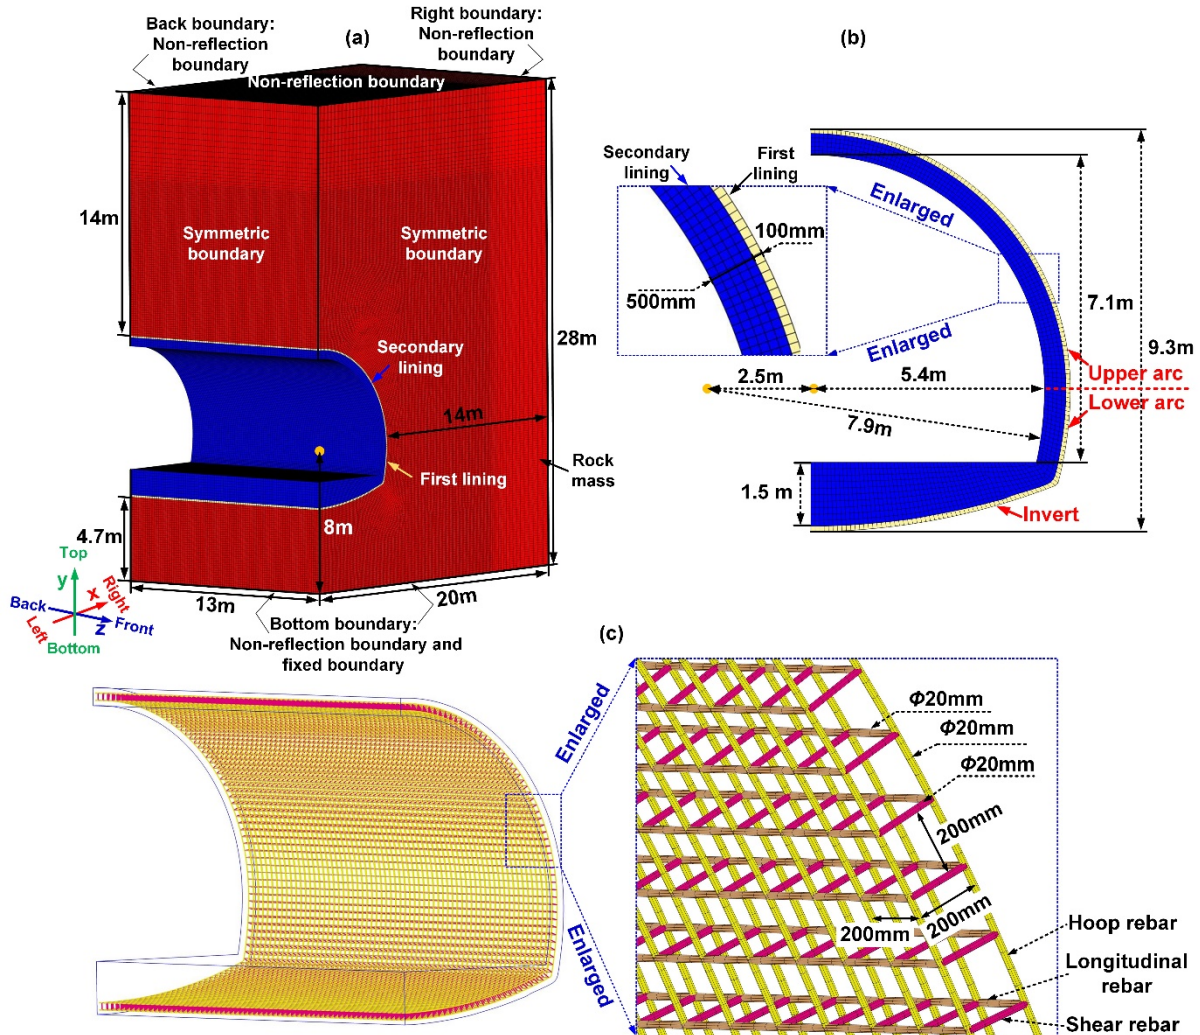 (a)
Back boundary:
Non-reflection
boundary
Right boundary:
Non-reflection
boundary
Non-reflection boundary
14m
Symmetric
boundary
Symmetric
boundary
28m
Secondary
lining
14m
First lining
Rock
mass
8m
4.7m
Top
y
x
Right
Back
Left
z
Front
Bottom
13m
20m
Bottom boundary:
Non-reflection boundary and
fixed boundary
(b)
Secondary
lining
First
lining
Enlarged
100mm
500mm
Enlarged
7.1m
9.3m
Upper arc
Lower arc
2.5m
5.4m
7.9m
1.5 m
Invert
(c)
Enlarged
Enlarged
Φ20mm
Φ20mm
Φ20mm
200mm
200mm
200mm
Hoop rebar
Longitudinal
rebar
Shear rebar